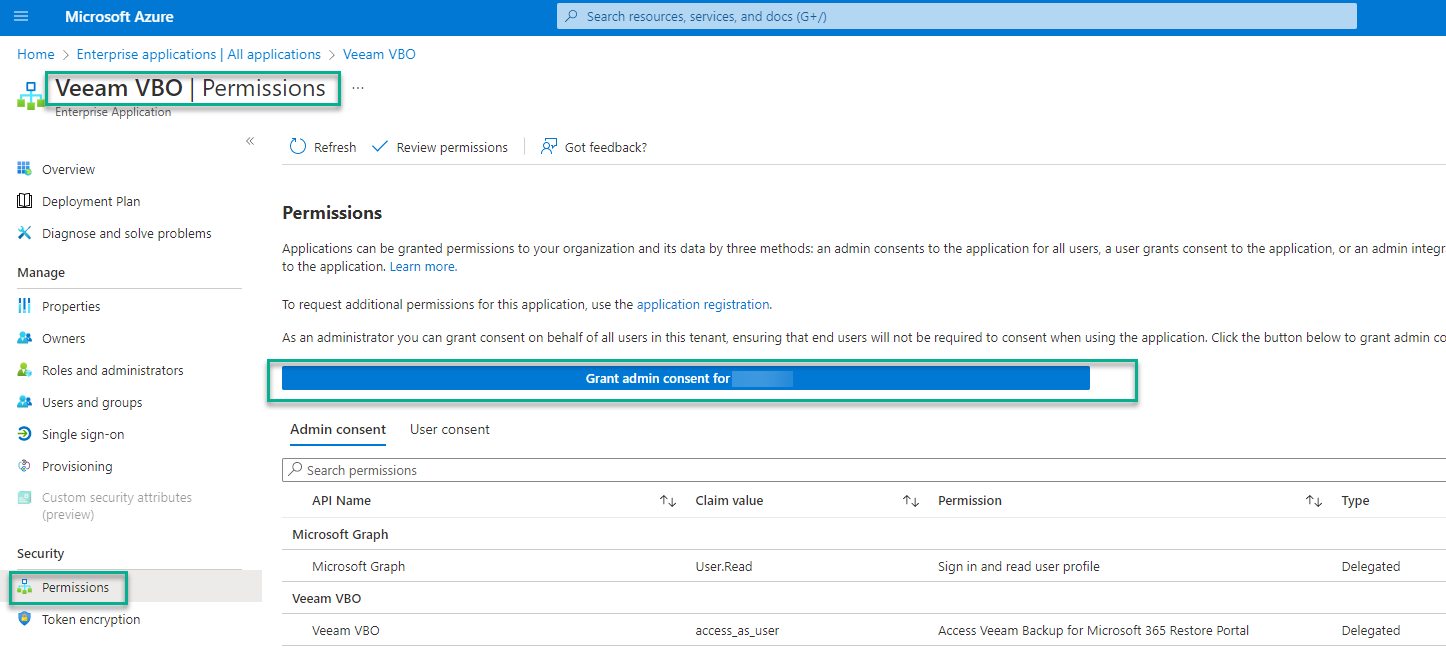 Microsoft Azure
Search resources, services, and docs (G+/)
Home > Enterprise applications | All applications > Veeam VBO
Veeam VBO | Permissions ...
Enterprise Application
«
Refresh Review permissions Got feedback?
Overview
Deployment Plan
Diagnose and solve problems
Manage
Properties
Owners
Roles and administrators
Users and groups
Single sign-on
Provisioning
Custom security attributes
(preview)
Security
Permissions
Token encryption
Permissions
Applications can be granted permissions to your organization and its data by three methods: an admin consents to the application for all users, a user grants consent to the application, or an admin integr
to the application. Learn more.
To request additional permissions for this application, use the application registration.
As an administrator you can grant consent on behalf of all users in this tenant, ensuring that end users will not be required to consent when using the application. Click the button below to grant admin co
Grant admin consent for
Admin consent User consent
Search permissions
API Name Claim value Permission Type
Microsoft Graph
Microsoft Graph User.Read Sign in and read user profile Delegated
Veeam VBO
Veeam VBO access_as_user Access Veeam Backup for Microsoft 365 Restore Portal Delegated